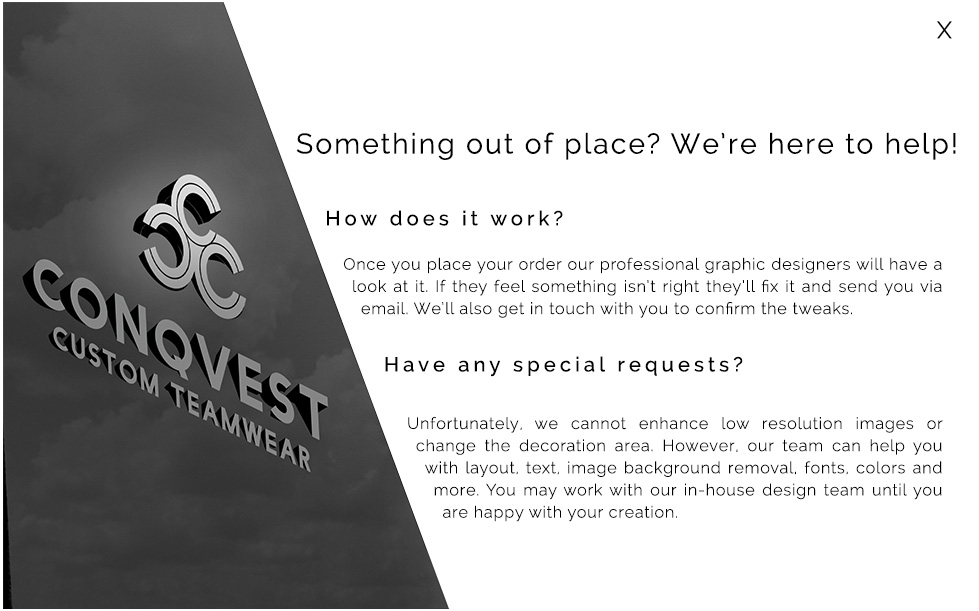 X
Something out of place? We're here to help!
How does it work?
Once you place your order our professional graphic designers will have a
look at it. If they feel something isn't right they'll fix it and send you via
email. We'll also get in touch with you to confirm the tweaks.
Have any special requests?
Unfortunately, we cannot enhance low resolution images or
change the decoration area. However, our team can help you
with layout, text, image background removal, fonts, colors and
more. You may work with our in-house design team until you
are happy with your creation.
CONQVEST
CUSTOM TEAMWEAR